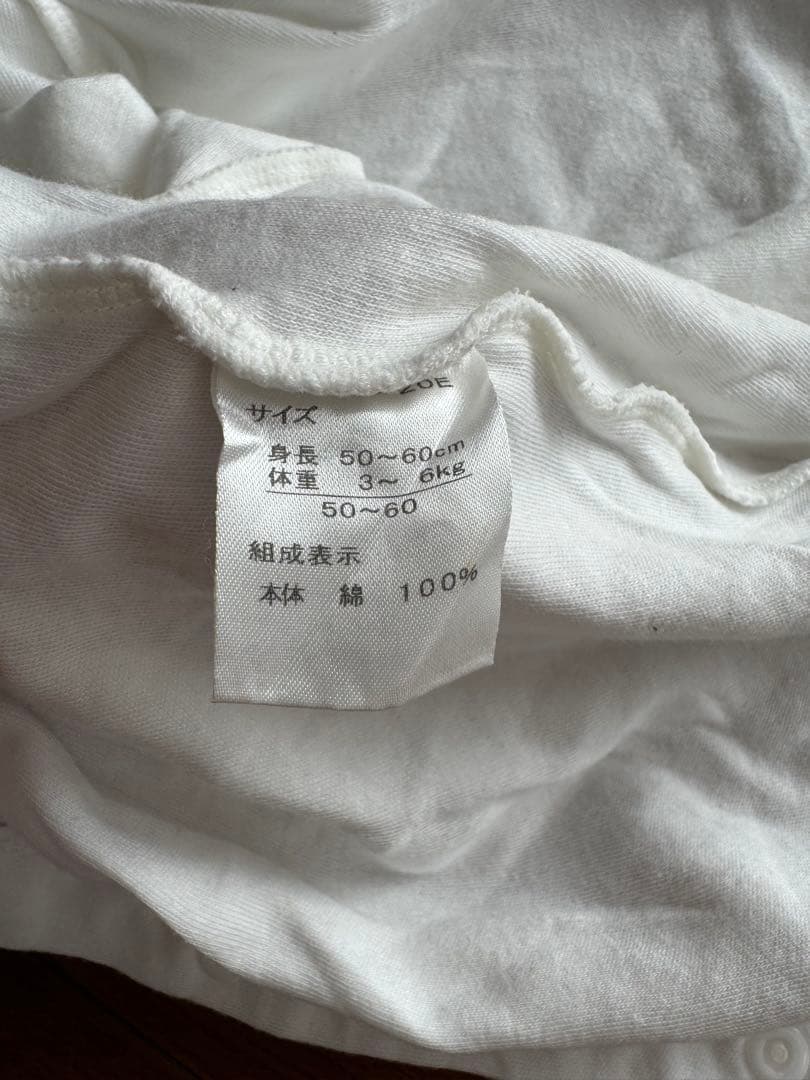 サイズ
身長 50～60cm
体重 3～ 6kg
50～60
組成表示
本体 綿 100%